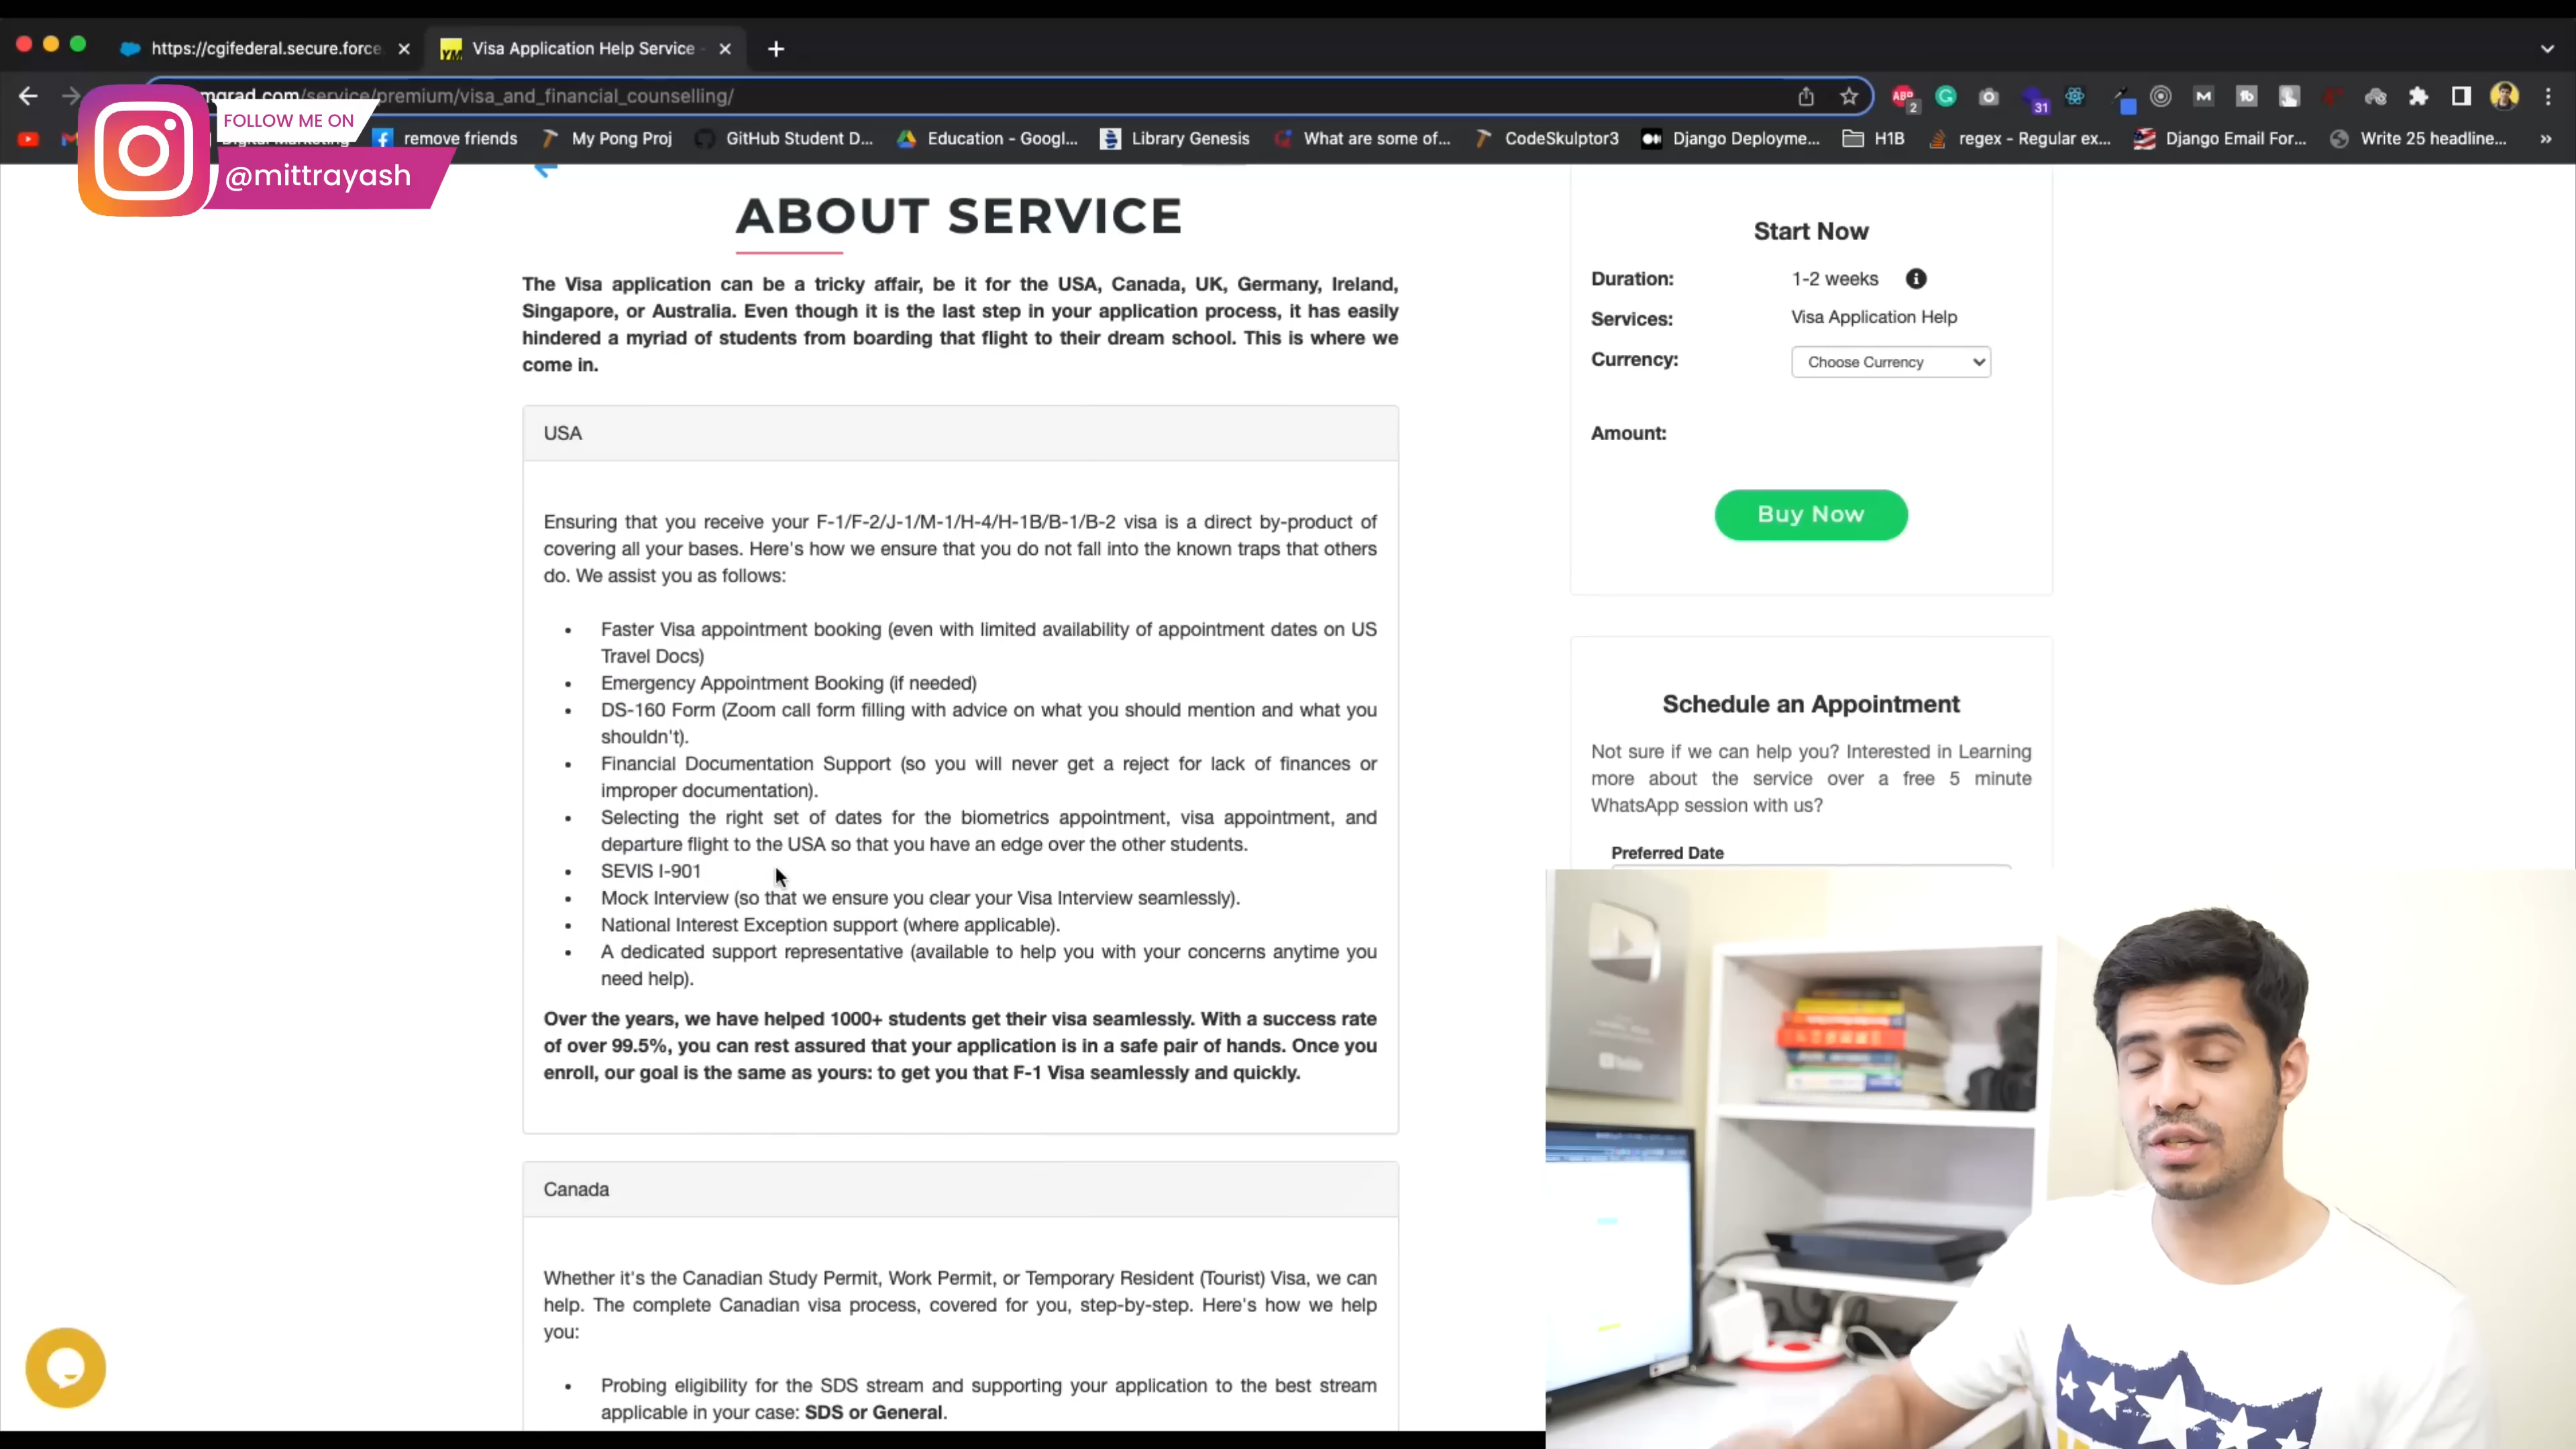 https://cgifederal.secure.force
Visa Application Help Service -
mgrad.com/service/premium/visa_and_financial_counselling/
FOLLOW ME ON
@mittrayash
remove friends
My Pong Proj
GitHub Student D...
Education - Googl...
Library Genesis
What are some of...
CodeSkulptor3
Django Deployme...
H1B
regex - Regular ex...
Django Email For...
Write 25 headline...
ABOUT SERVICE
The Visa application can be a tricky affair, be it for the USA, Canada, UK, Germany, Ireland,
Singapore, or Australia. Even though it is the last step in your application process, it has easily
hindered a myriad of students from boarding that flight to their dream school. This is where we
come in.
USA
Ensuring that you receive your F-1/F-2/J-1/M-1/H-4/H-1B/B-1/B-2 visa is a direct by-product of
covering all your bases. Here's how we ensure that you do not fall into the known traps that others
do. We assist you as follows:
• Faster Visa appointment booking (even with limited availability of appointment dates on US
Travel Docs)
• Emergency Appointment Booking (if needed)
• DS-160 Form (Zoom call form filling with advice on what you should mention and what you
shouldn't).
• Financial Documentation Support (so you will never get a reject for lack of finances or
improper documentation).
• Selecting the right set of dates for the biometrics appointment, visa appointment, and
departure flight to the USA so that you have an edge over the other students.
• SEVIS I-901
• Mock Interview (so that we ensure you clear your Visa Interview seamlessly).
• National Interest Exception support (where applicable).
• A dedicated support representative (available to help you with your concerns anytime you
need help).
Over the years, we have helped 1000+ students get their visa seamlessly. With a success rate
of over 99.5%, you can rest assured that your application is in a safe pair of hands. Once you
enroll, our goal is the same as yours: to get you that F-1 Visa seamlessly and quickly.
Canada
Whether it's the Canadian Study Permit, Work Permit, or Temporary Resident (Tourist) Visa, we can
help. The complete Canadian visa process, covered for you, step-by-step. Here's how we help
you:
• Probing eligibility for the SDS stream and supporting your application to the best stream
applicable in your case: SDS or General.
Start Now
Duration: 1-2 weeks
Services: Visa Application Help
Currency: Choose Currency
Amount:
Buy Now
Schedule an Appointment
Not sure if we can help you? Interested in Learning
more about the service over a free 5 minute
WhatsApp session with us?
Preferred Date